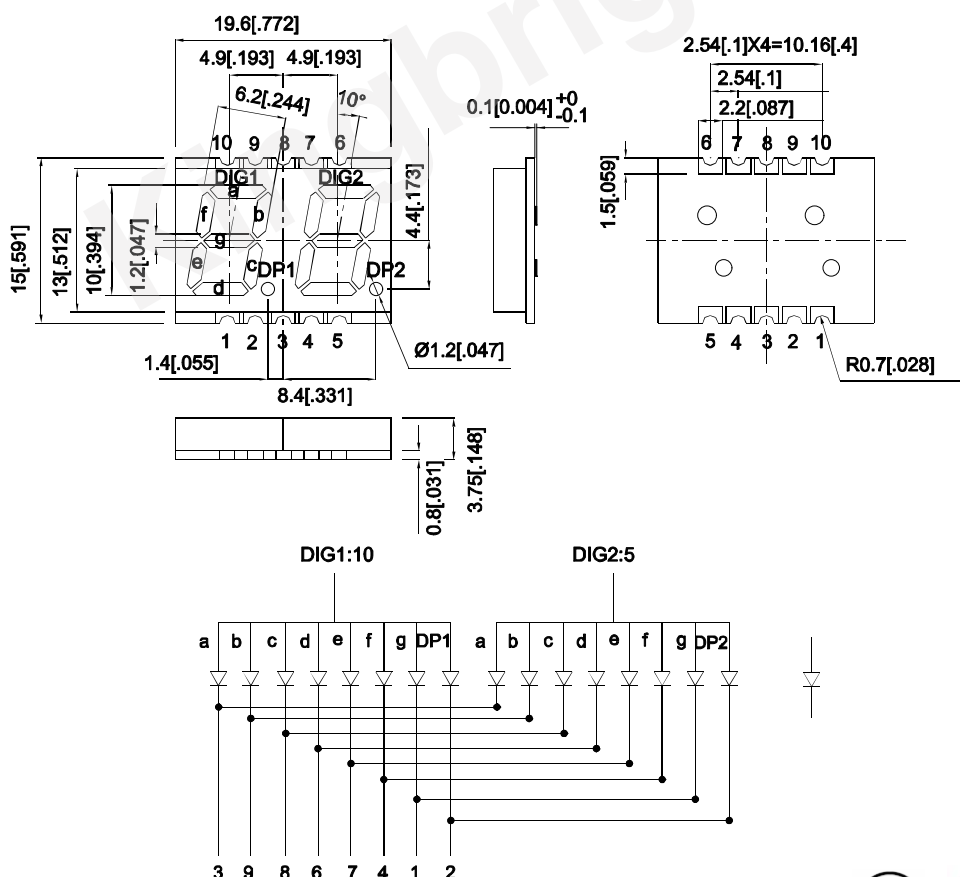 19.6[.772]
4.9[.193] 4.9[.193]
6.2[.244] 10°
10 9 8 7 6
DIG1 DIG2
a
f b
g
e c
d
DP1 DP2
1 2 3 4 5
15[.591]
13[.512]
10[.394]
1.2[.047]
4.4[.173]
1.4[.055]
8.4[.331]
Ø1.2[.047]
0.1[0.004] +0
-0.1
2.54[.1]X4=10.16[.4]
2.54[.1]
2.2[.087]
6 7 8 9 10
1.5[.059]
5 4 3 2 1
R0.7[.028]
0.8[.031]
3.75[.148]
DIG1:10 DIG2:5
a b c d e f g DP1 a b c d e f g DP2
3 9 8 6 7 4 1 2
Kingbrig